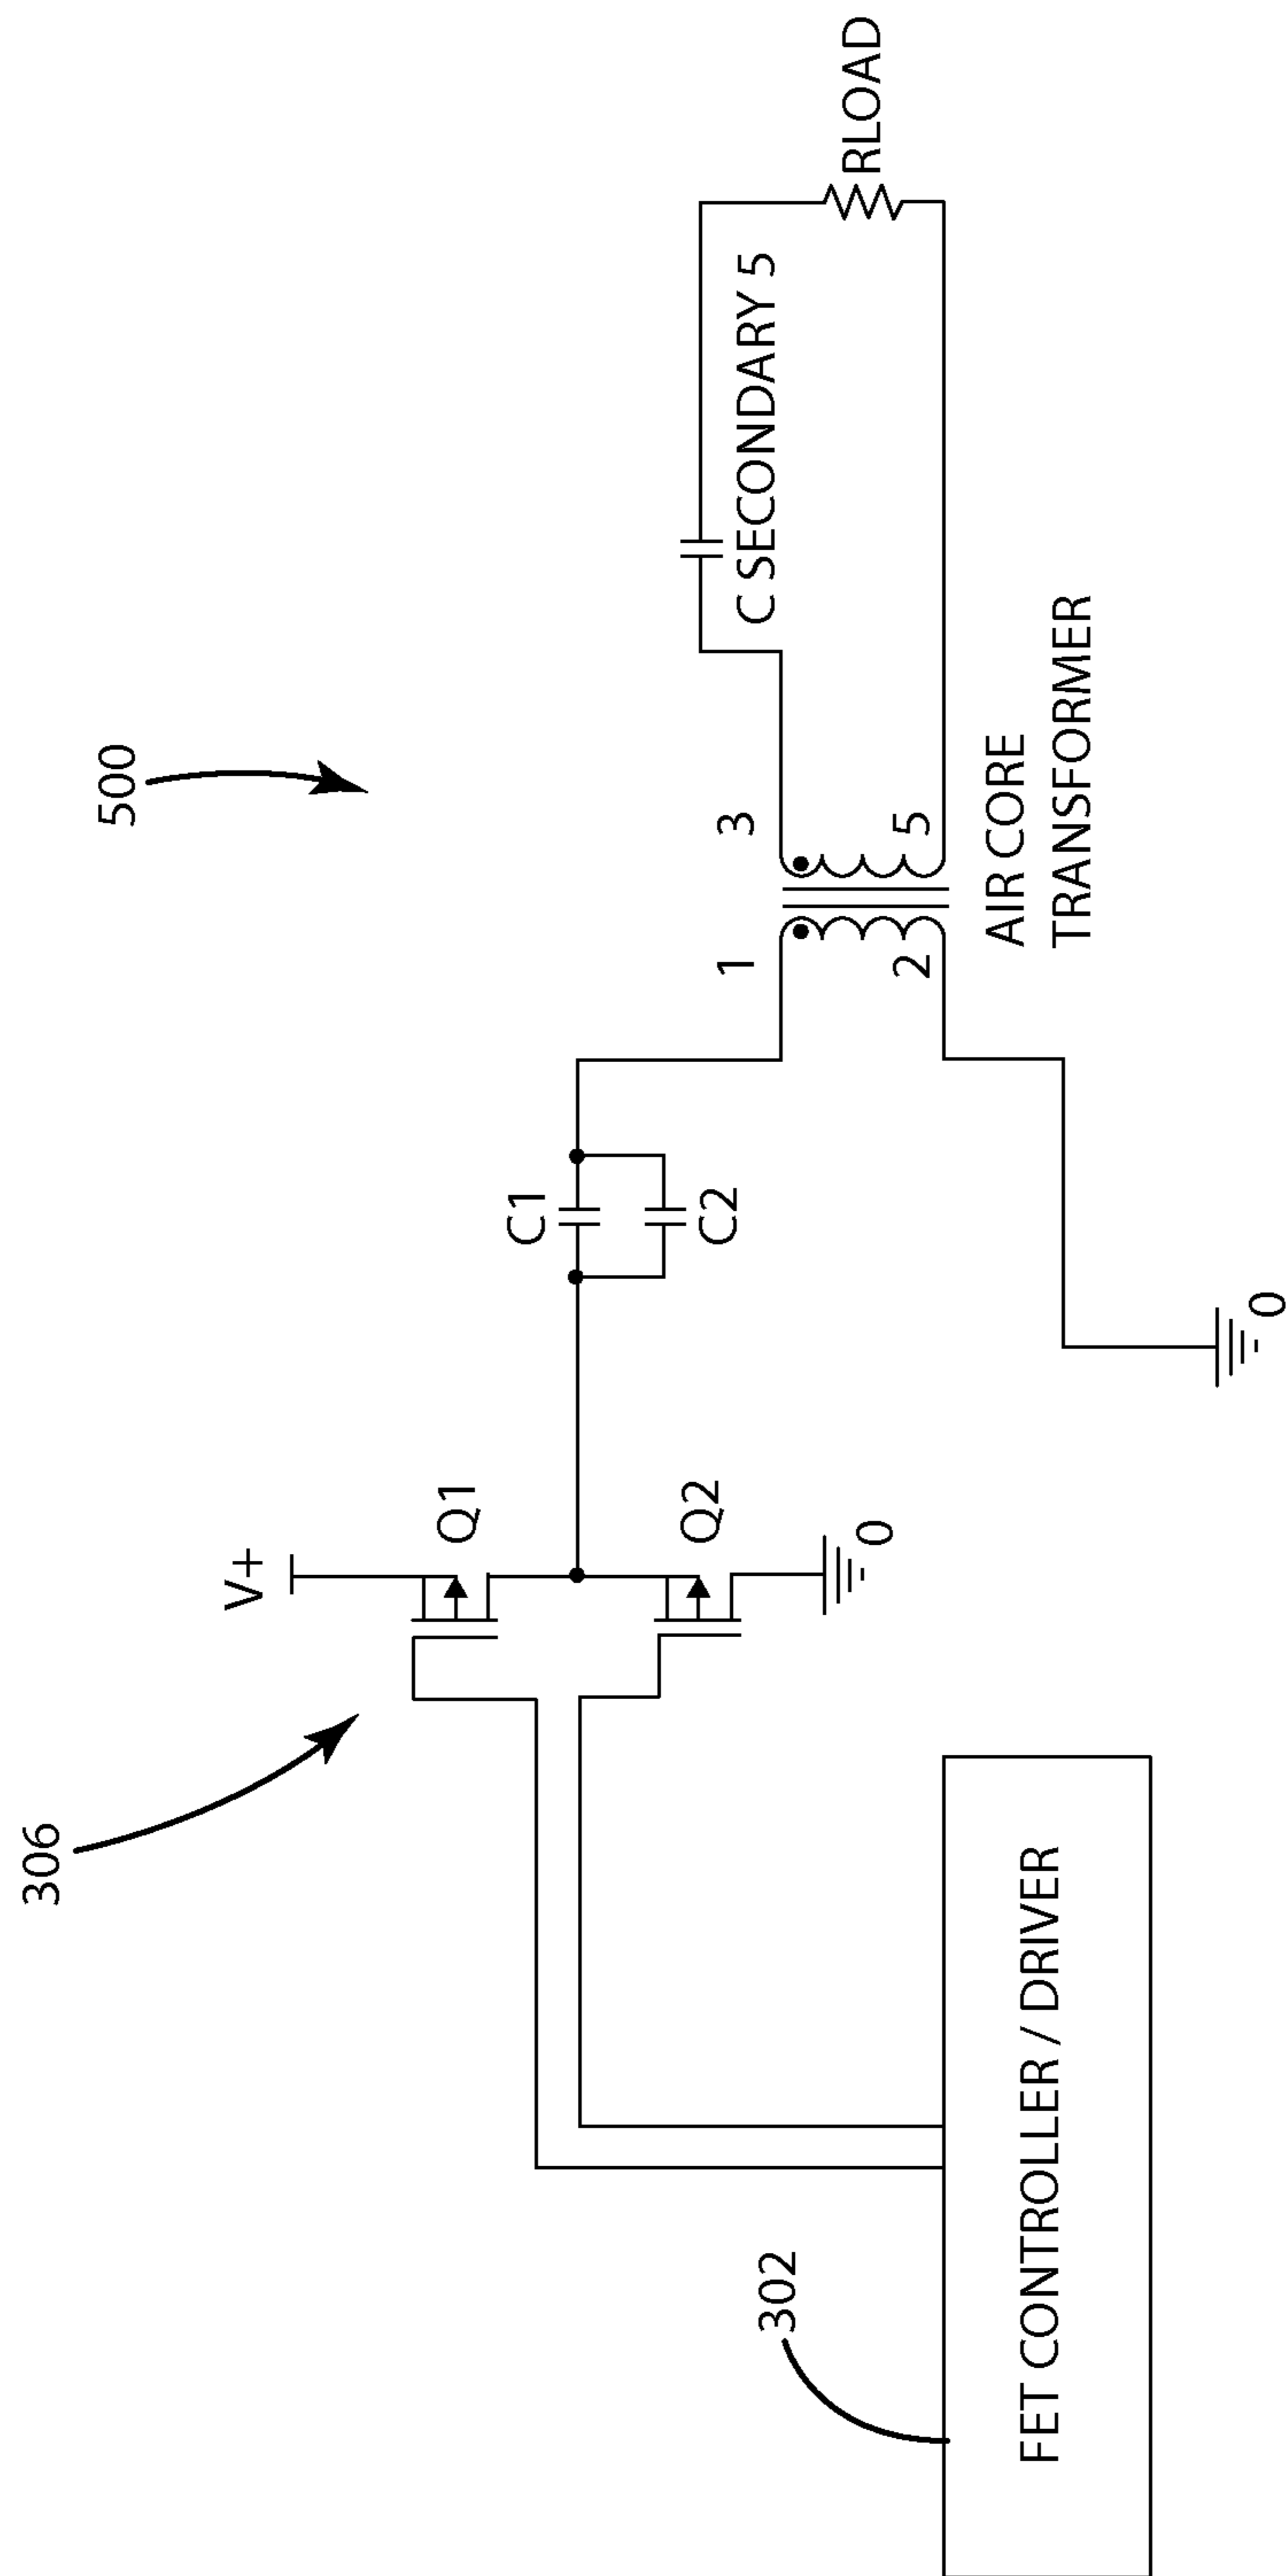 500
306
V+
Q1
C1
C2
Q2
0
1
3
C SECONDARY 5
RLOAD
2
5
AIR CORE
TRANSFORMER
302
FET CONTROLLER / DRIVER
0